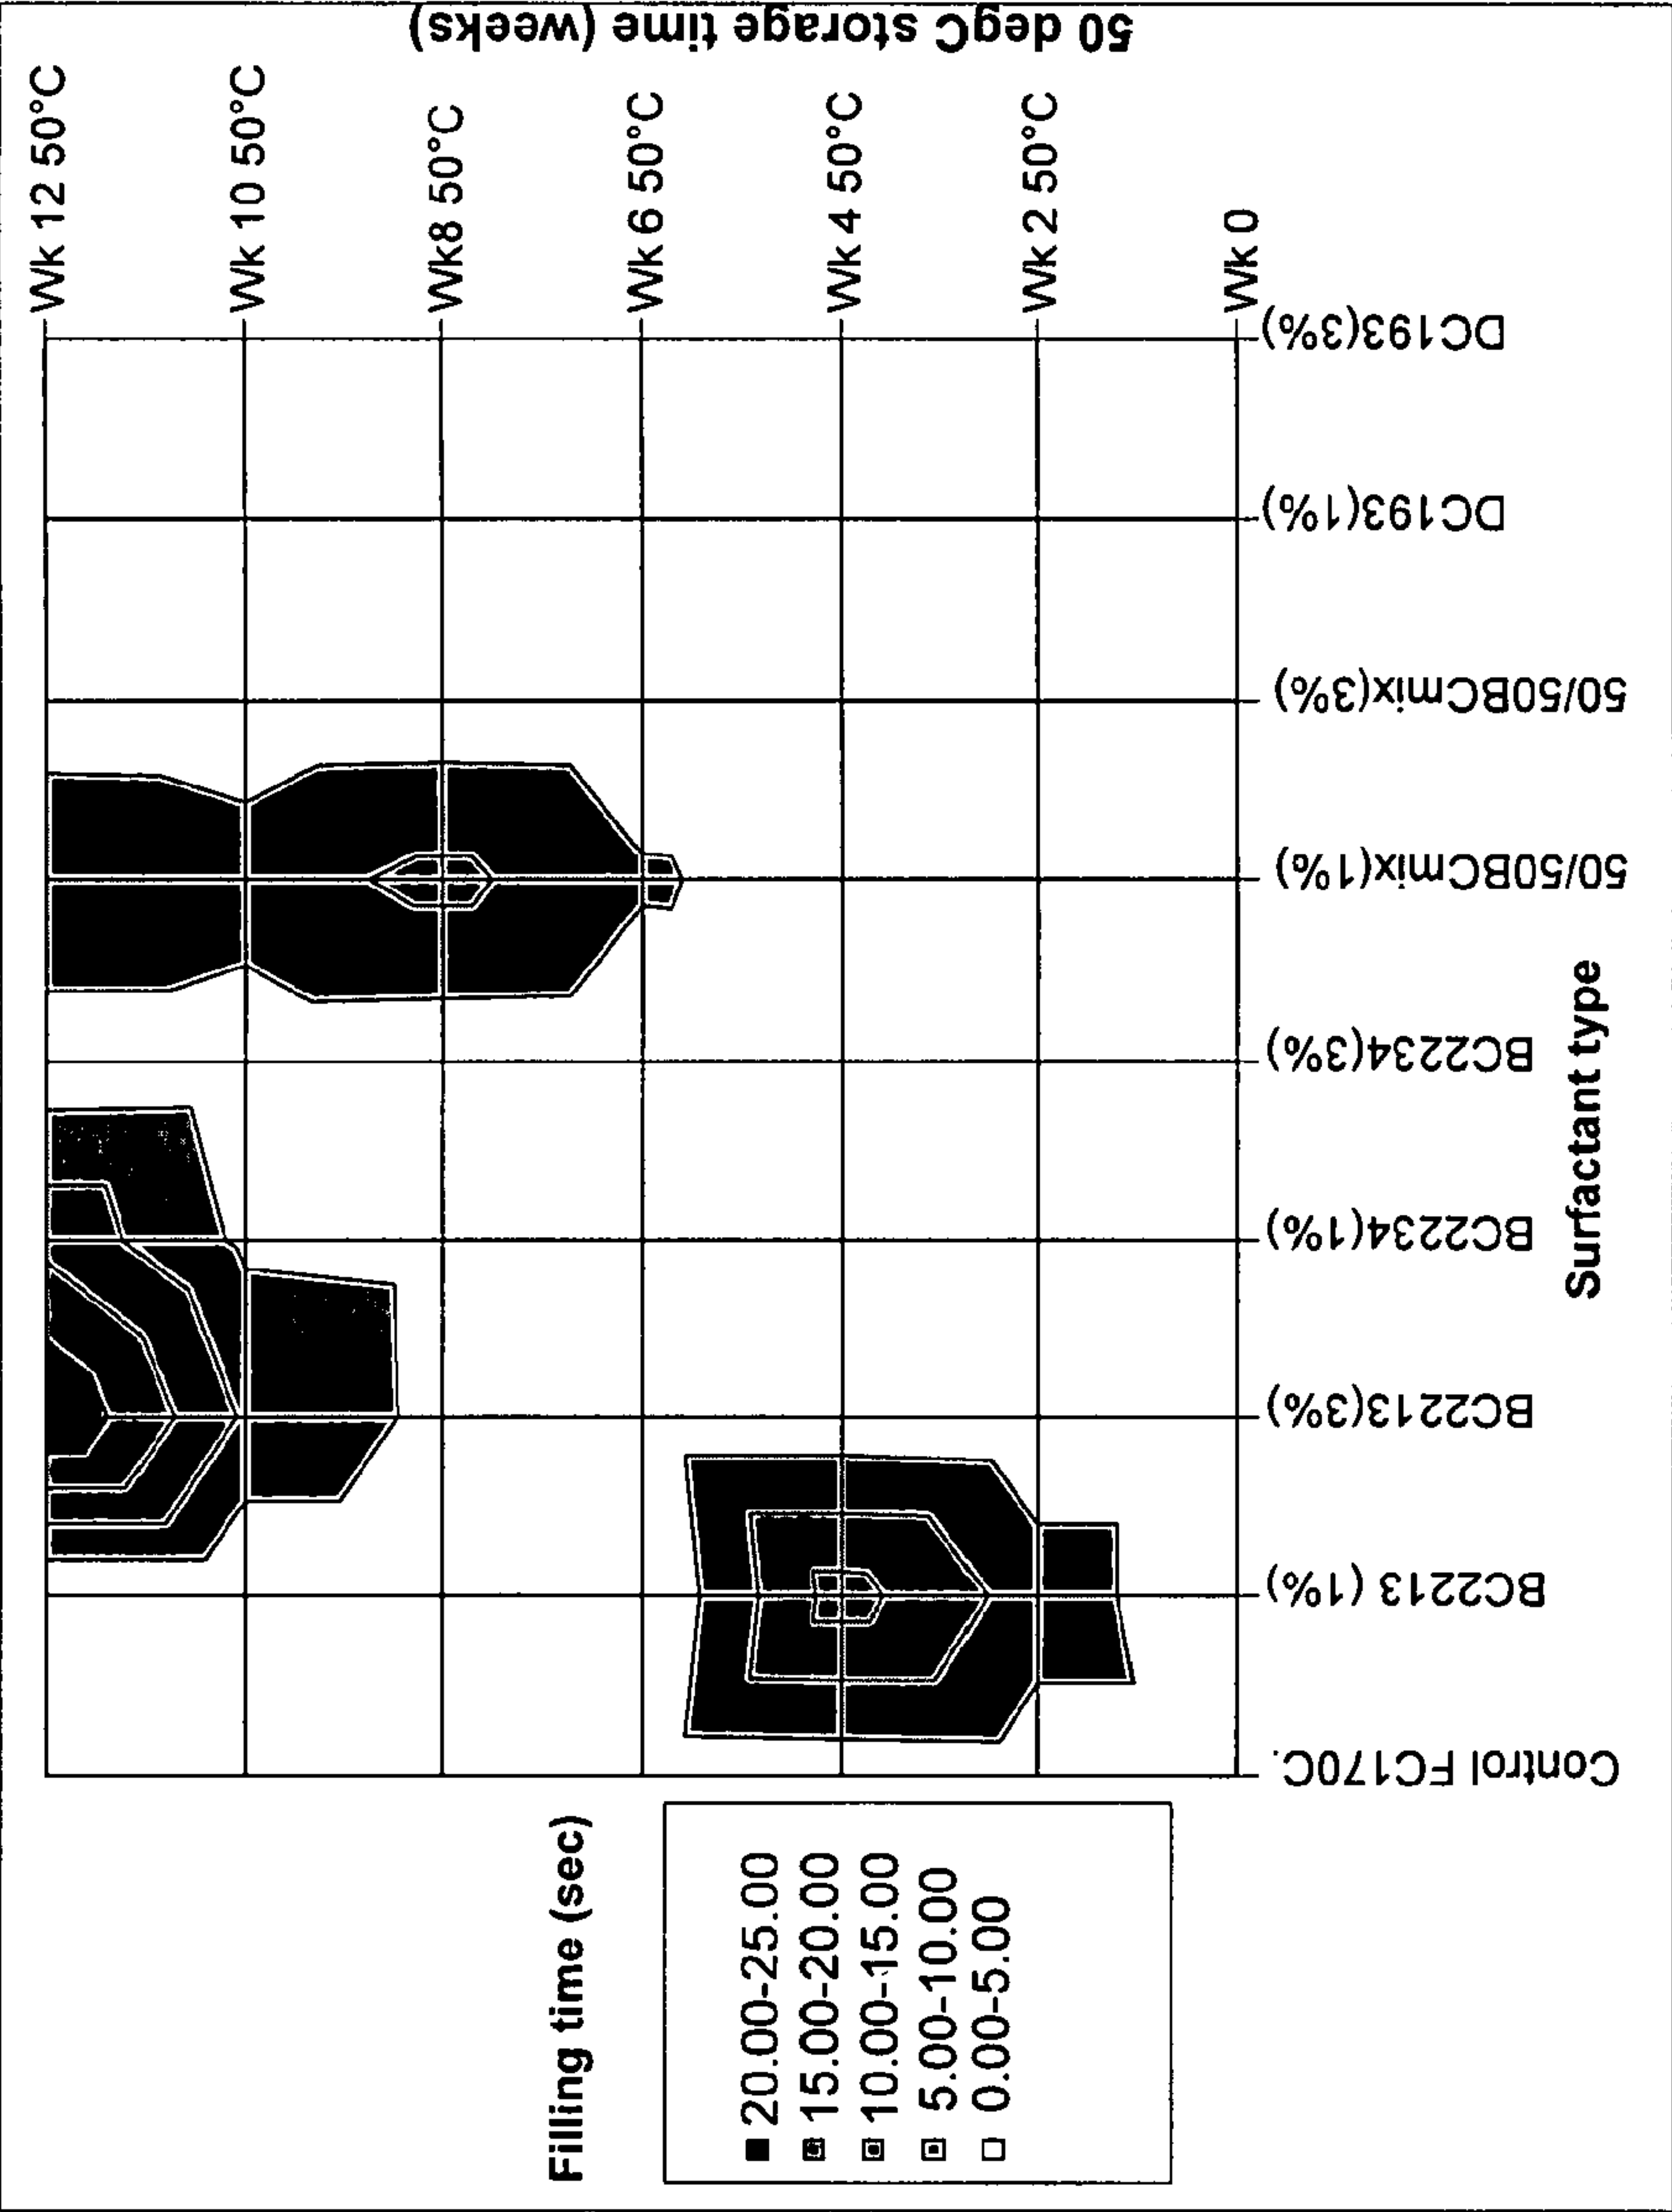 Filling time (sec)
20.00-25.00
15.00-20.00
10.00-15.00
5.00-10.00
0.00-5.00
Wk 12 50°C
Wk 10 50°C
Wk8 50°C
Wk 6 50°C
Wk 4 50°C
Wk 2 50°C
Wk 0
50 degC storage time (weeks)
Control FC170C.
BC2213 (1%)
BC2213(3%)
BC2234(1%)
BC2234(3%)
50/50BCmix(1%)
50/50BCmix(3%)
DC193(1%)
DC193(3%)
Surfactant type